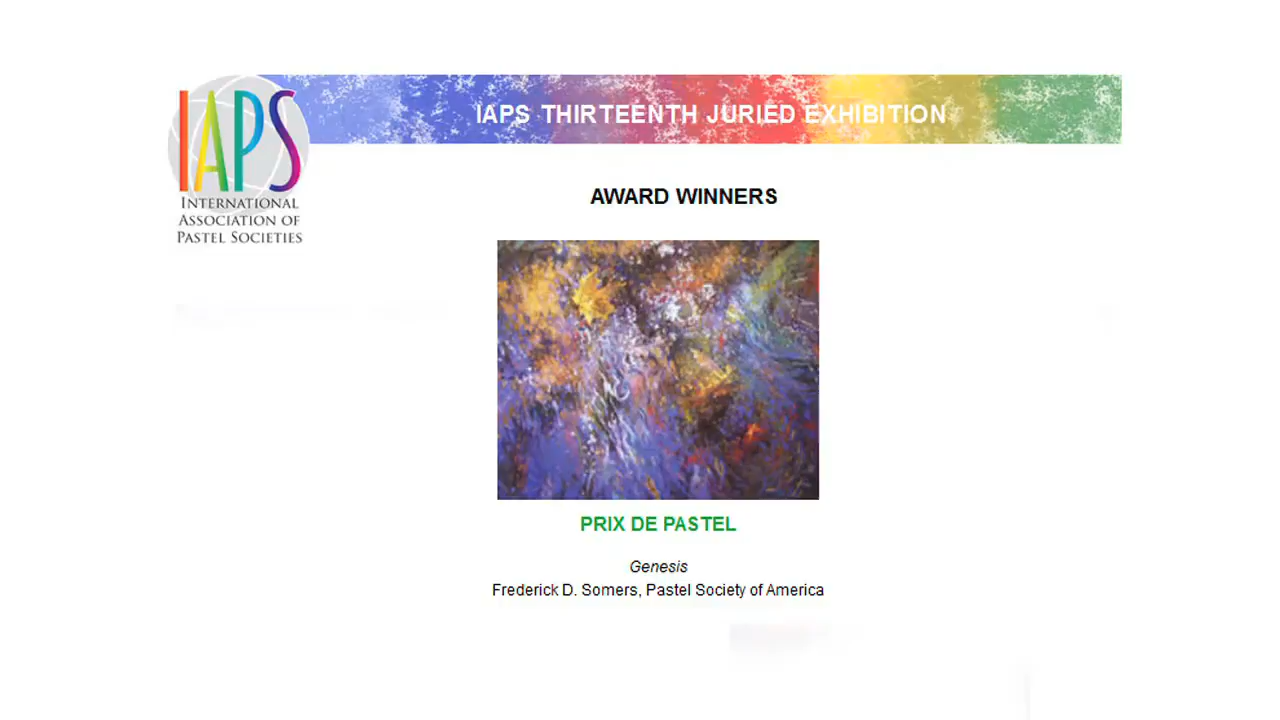 IAPS THIRTEENTH JURIED EXHIBITION
IAPS
INTERNATIONAL
ASSOCIATION OF
PASTEL SOCIETIES
AWARD WINNERS
PRIX DE PASTEL
Genesis
Frederick D. Somers, Pastel Society of America